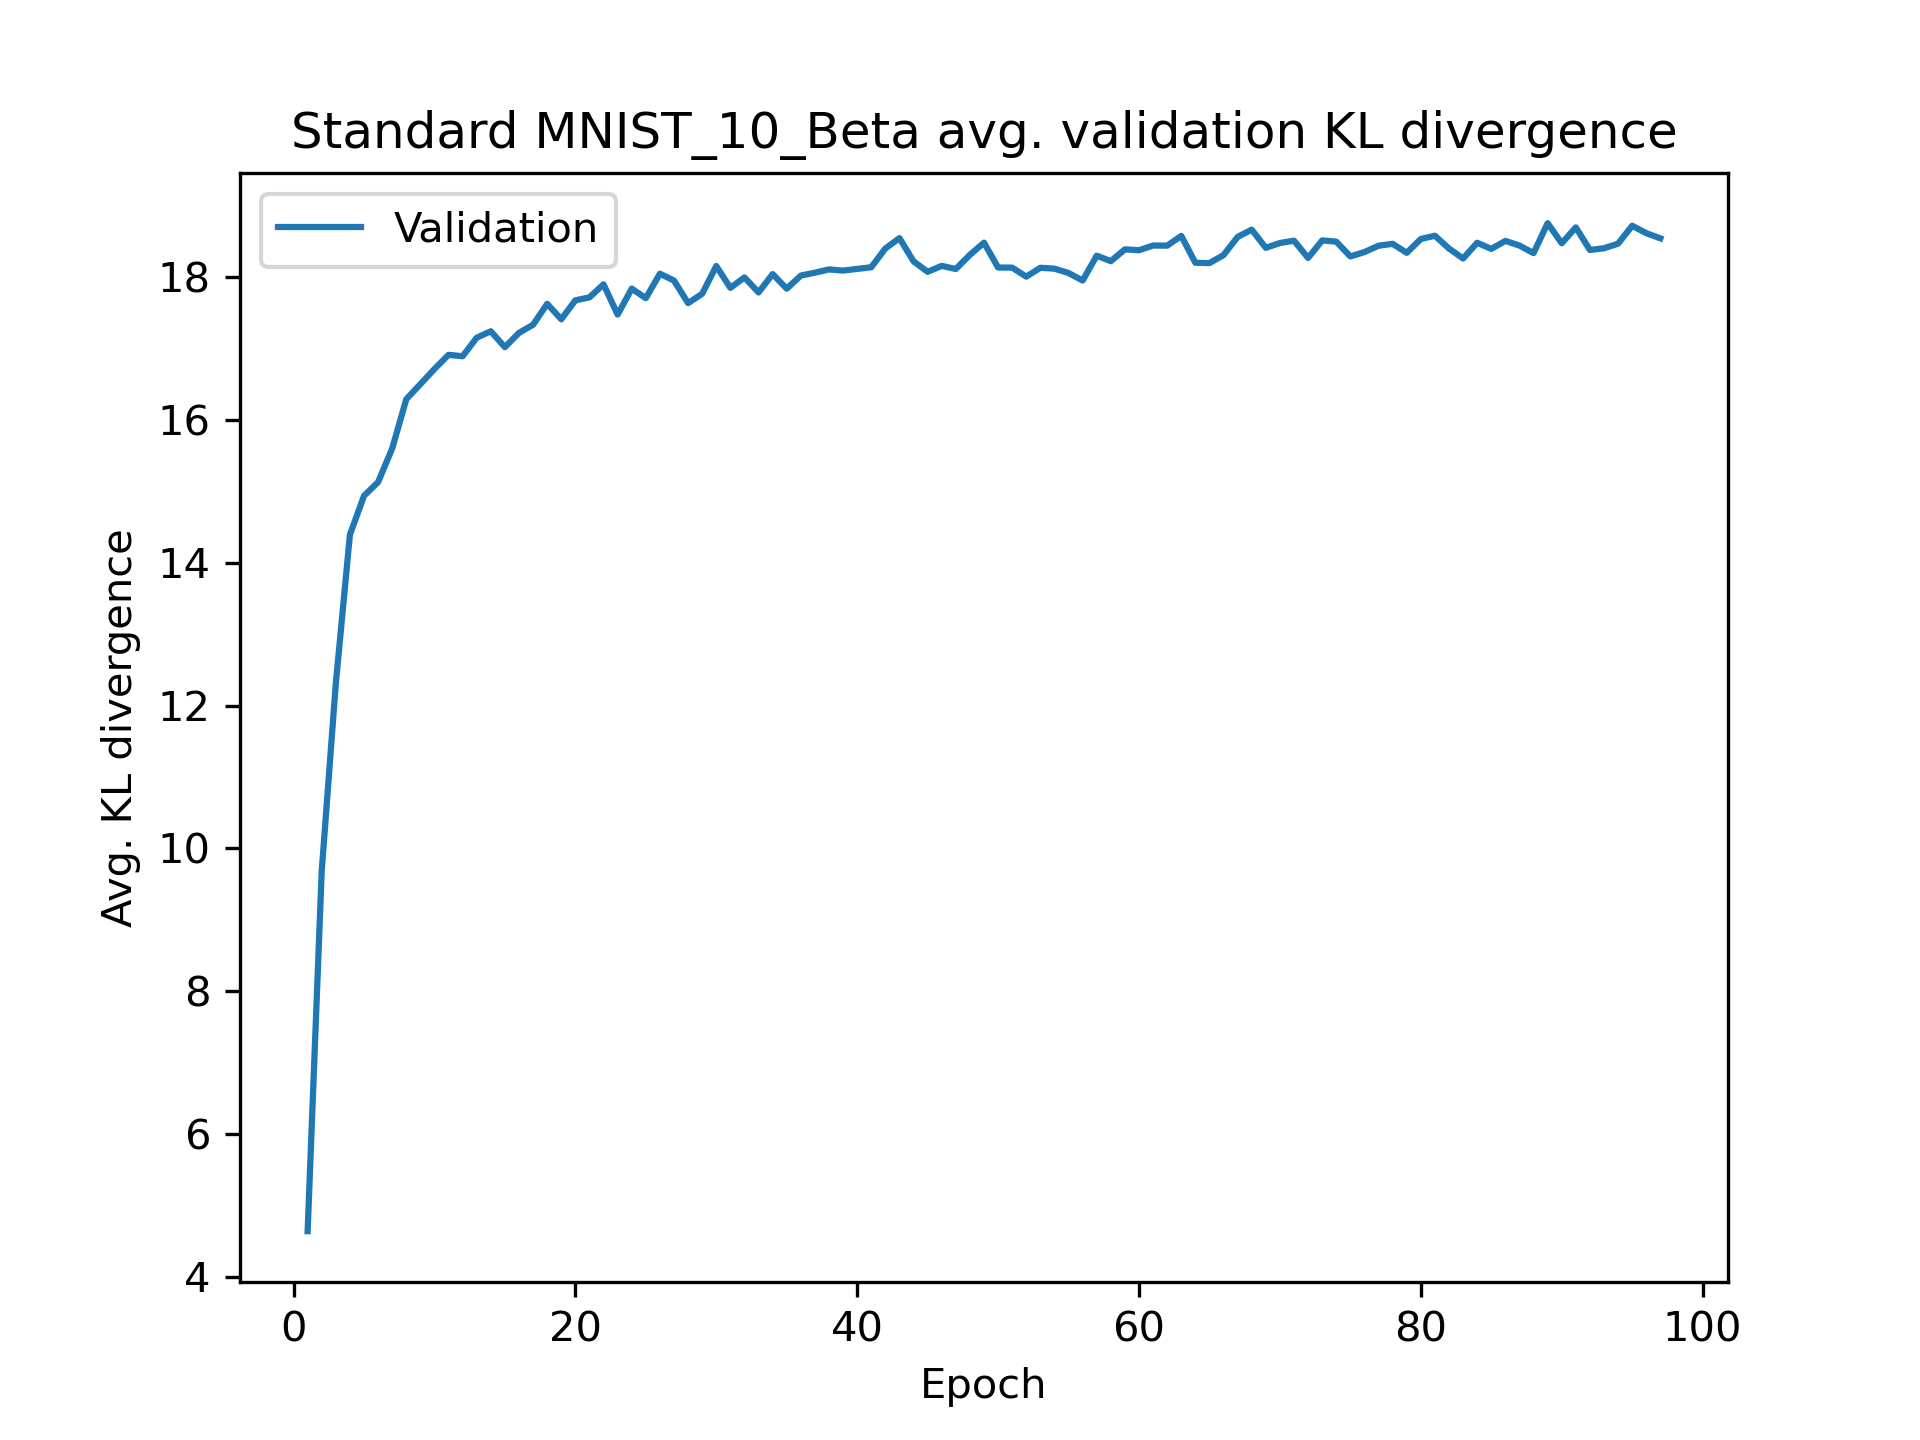 Standard MNIST_10_Beta avg. validation KL divergence
Validation
Avg. KL divergence
18
16
14
12
10
8
6
4
0 20 40 60 80 100
Epoch